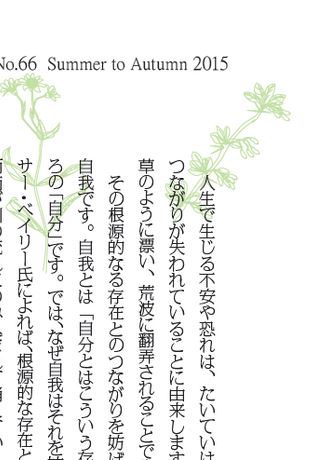 No.66 Summer to Autumn 2015
人生で生じる不安や恐れは、たいていは
つながりが失われていることに由来します
草のように漂い、荒波に翻弄されることで
その根源的なる存在とのつながりを妨げ
自我です。自我とは「自分とはこういう存
ろの「自分」です。では、なぜ自我はそれを妨
サー・ベイリー氏によれば、根源的な存在と